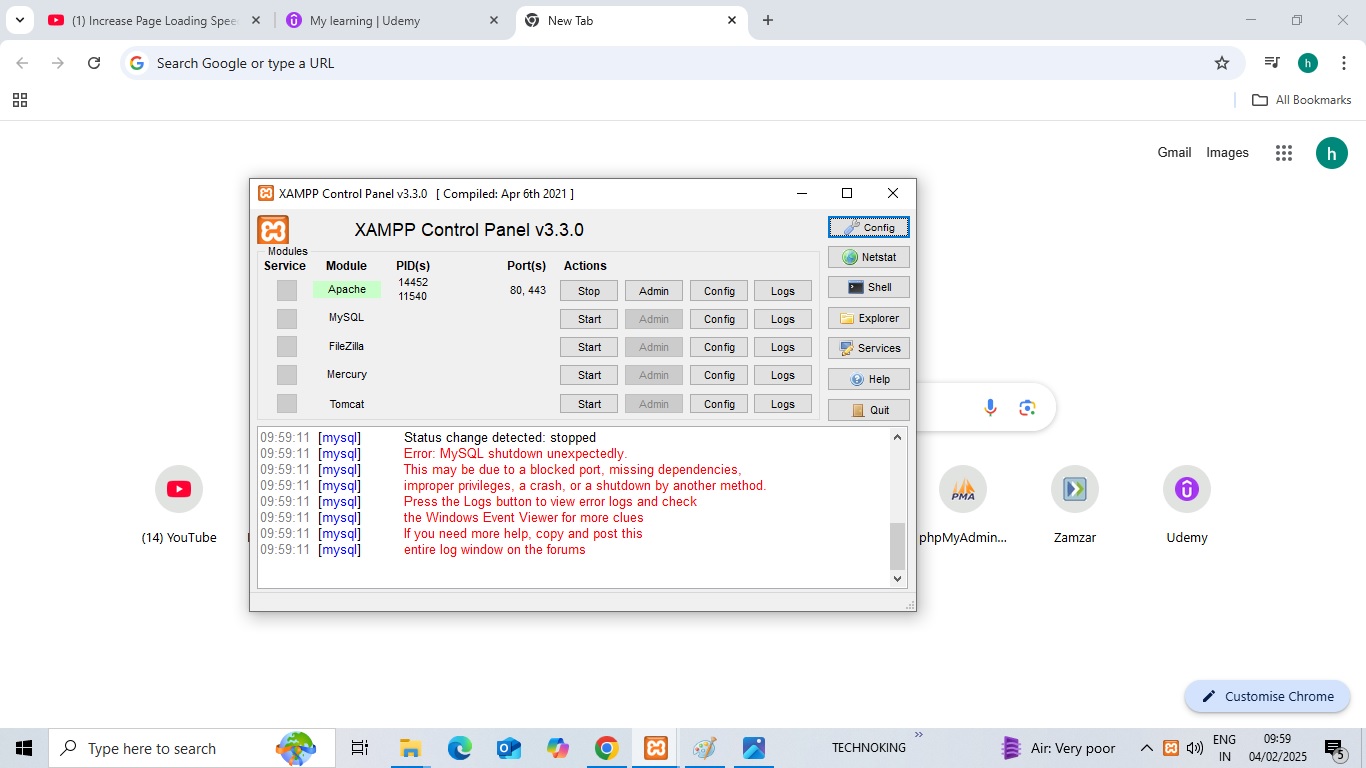 (1) Increase Page Loading Spee
My learning | Udemy
New Tab
Search Google or type a URL
h
All Bookmarks
Gmail
Images
h
XAMPP Control Panel v3.3.0 [ Compiled: Apr 6th 2021 ]
XAMPP Control Panel v3.3.0
Config
Modules
Service Module PID(s) Port(s) Actions
Netstat
Apache 14452 11540 80, 443 Stop Admin Config Logs
Shell
MySQL Start Admin Config Logs
Explorer
FileZilla Start Admin Config Logs
Services
Mercury Start Admin Config Logs
Help
Tomcat Start Admin Config Logs
Quit
09:59:11 [mysql] Status change detected: stopped
09:59:11 [mysql] Error: MySQL shutdown unexpectedly.
09:59:11 [mysql] This may be due to a blocked port, missing dependencies,
09:59:11 [mysql] improper privileges, a crash, or a shutdown by another method.
09:59:11 [mysql] Press the Logs button to view error logs and check
09:59:11 [mysql] the Windows Event Viewer for more clues
09:59:11 [mysql] If you need more help, copy and post this
09:59:11 [mysql] entire log window on the forums
PMA
(14) YouTube
phpMyAdmin...
Zamzar
Udemy
Customise Chrome
Type here to search
TECHNOKING
Air: Very poor
ENG
IN
09:59
04/02/2025
5